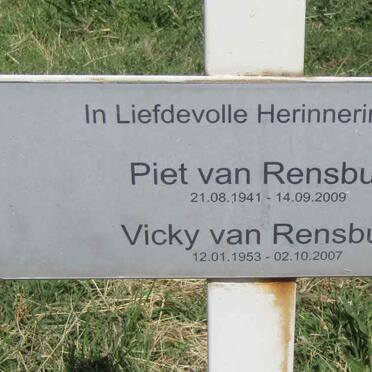 In Liefdevolle Herinnerin
Piet van Rensbu
21.08.1941 - 14.09.2009
Vicky van Rensbu
12.01.1953 - 02.10.2007